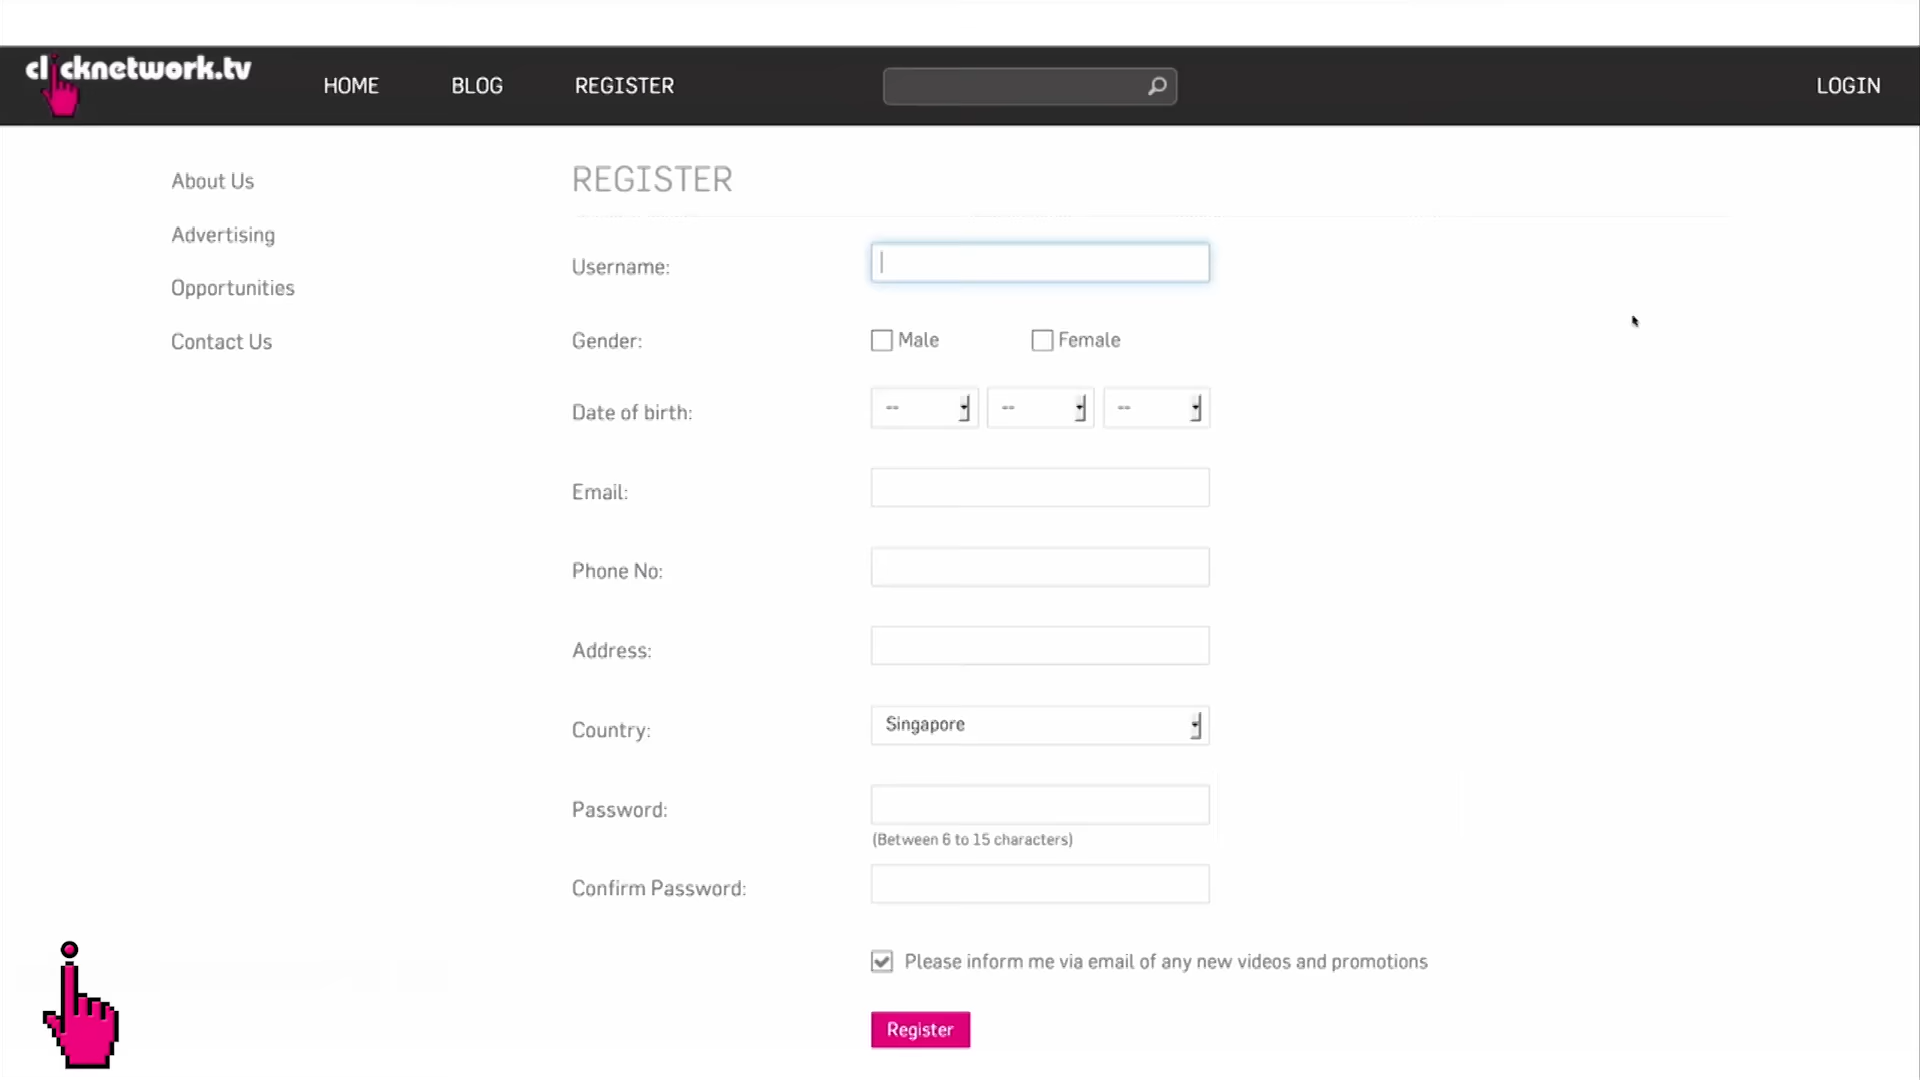 clicknetwork.tv
HOME
BLOG
REGISTER
LOGIN
About Us
Advertising
Opportunities
Contact Us
REGISTER
Username:
Gender:
Male
Female
Date of birth:
--
--
--
Email:
Phone No:
Address:
Country:
Singapore
Password:
(Between 6 to 15 characters)
Confirm Password:
Please inform me via email of any new videos and promotions
Register